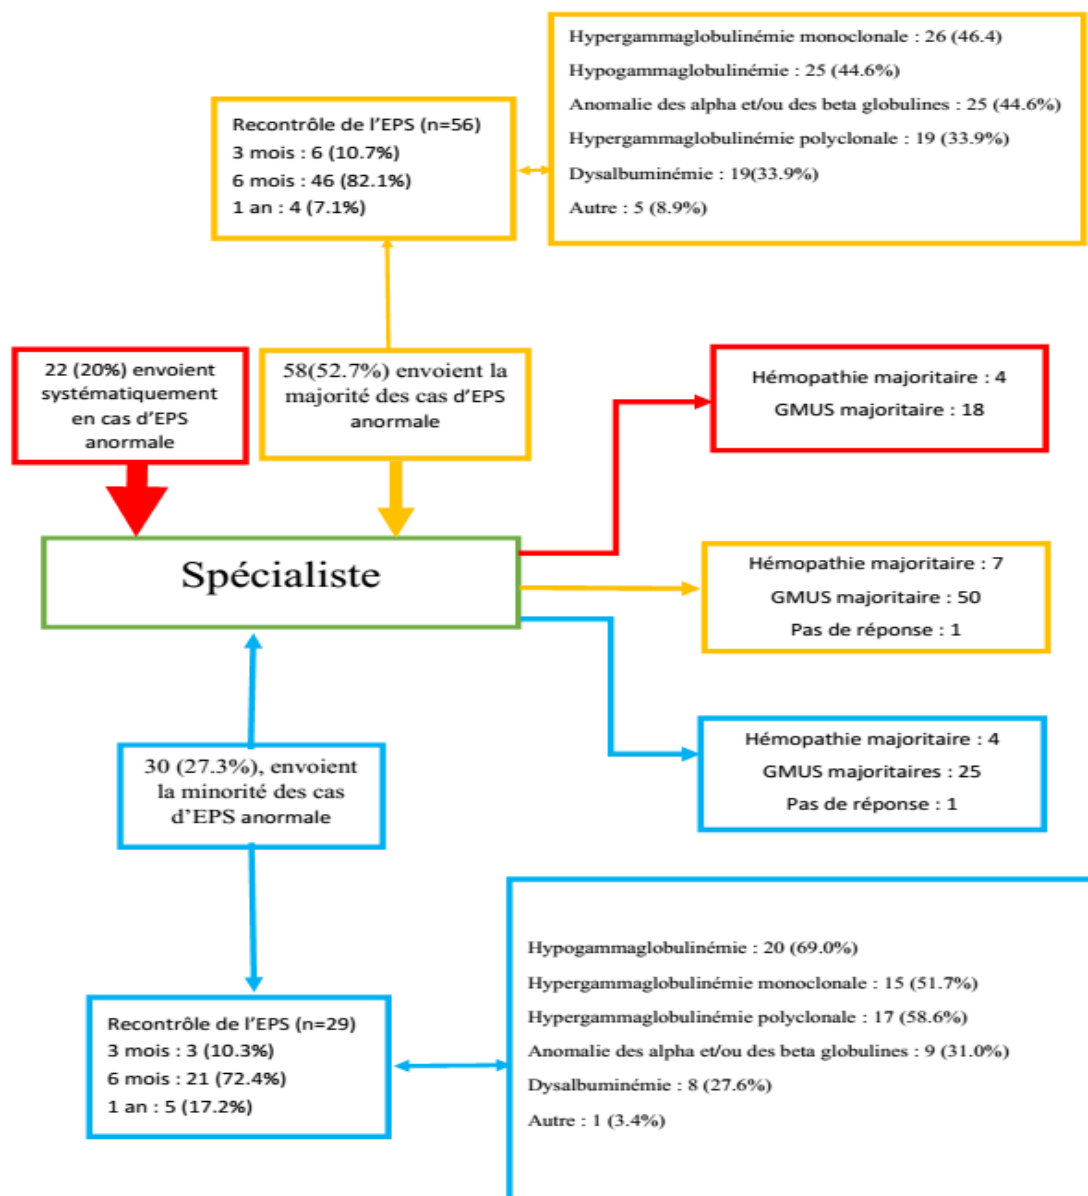 Hypergammaglobulinémie monoclonale : 26 (46.4)
Hypogammaglobulinémie : 25 (44.6%)
Anomalie des alpha et/ou des beta globulines : 25 (44.6%)
Hypergammaglobulinémie polyclonale : 19 (33.9%)
Dysalbuminémie : 19(33.9%)
Autre : 5 (8.9%)
Recontrôle de l'EPS (n=56)
3 mois : 6 (10.7%)
6 mois : 46 (82.1%)
1 an : 4 (7.1%)
22 (20%) envoient
systématiquement
en cas d'EPS
anormale
58(52.7%) envoient la
majorité des cas d'EPS
anormale
Hémopathie majoritaire : 4
GMUS majoritaire : 18
Spécialiste
Hémopathie majoritaire : 7
GMUS majoritaire : 50
Pas de réponse : 1
30 (27.3%), envoient
la minorité des cas
d'EPS anormale
Hémopathie majoritaire : 4
GMUS majoritaires : 25
Pas de réponse : 1
Recontrôle de l'EPS (n=29)
3 mois : 3 (10.3%)
6 mois : 21 (72.4%)
1 an : 5 (17.2%)
Hypogammaglobulinémie : 20 (69.0%)
Hypergammaglobulinémie monoclonale : 15 (51.7%)
Hypergammaglobulinémie polyclonale : 17 (58.6%)
Anomalie des alpha et/ou des beta globulines : 9 (31.0%)
Dysalbuminémie : 8 (27.6%)
Autre : 1 (3.4%)